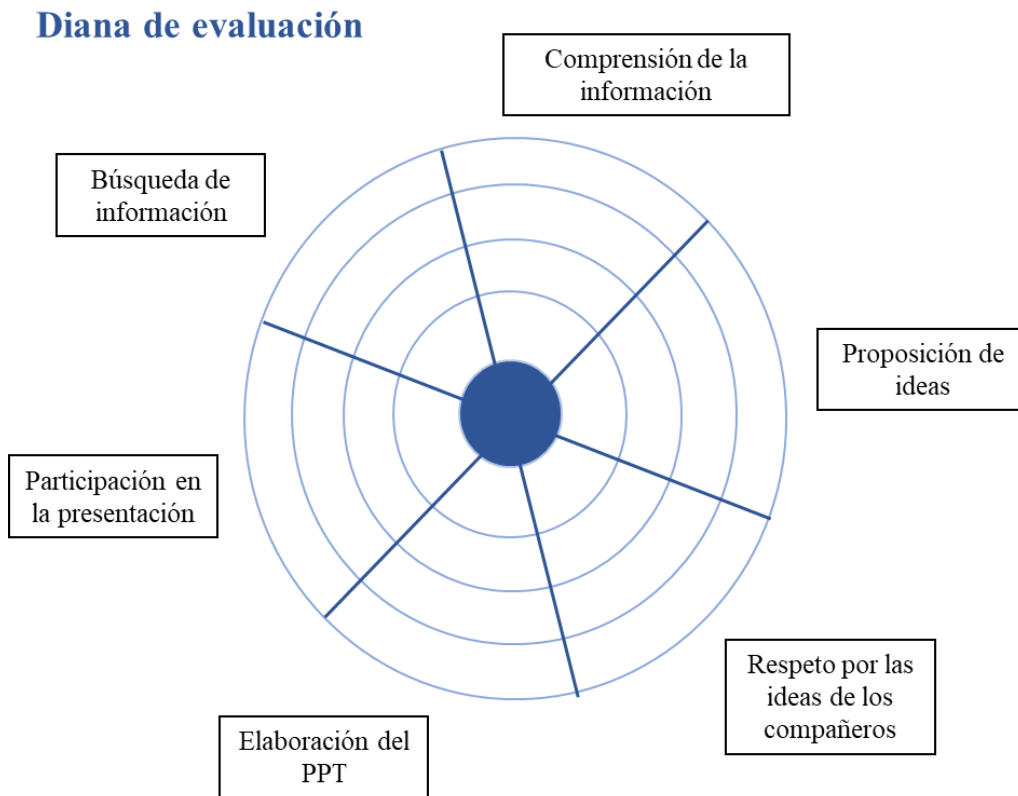 Diana de evaluación
Comprensión de la
información
Búsqueda de
información
Proposición de
ideas
Participación en
la presentación
Respeto por las
ideas de los
compañeros
Elaboración del
PPT